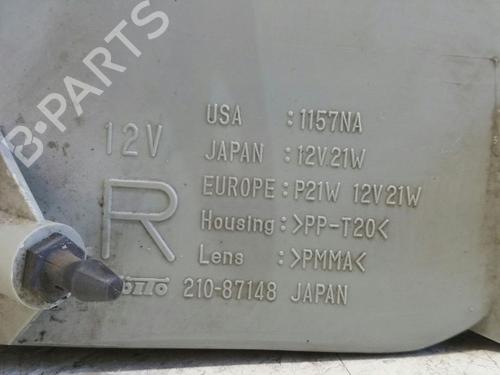 B-Parts
12V
R
USA : 1157NA
JAPAN : 12V21W
EUROPE : P21W 12V21W
Housing : >PP-T20<
Lens : >PMMA<
210-87148 JAPAN